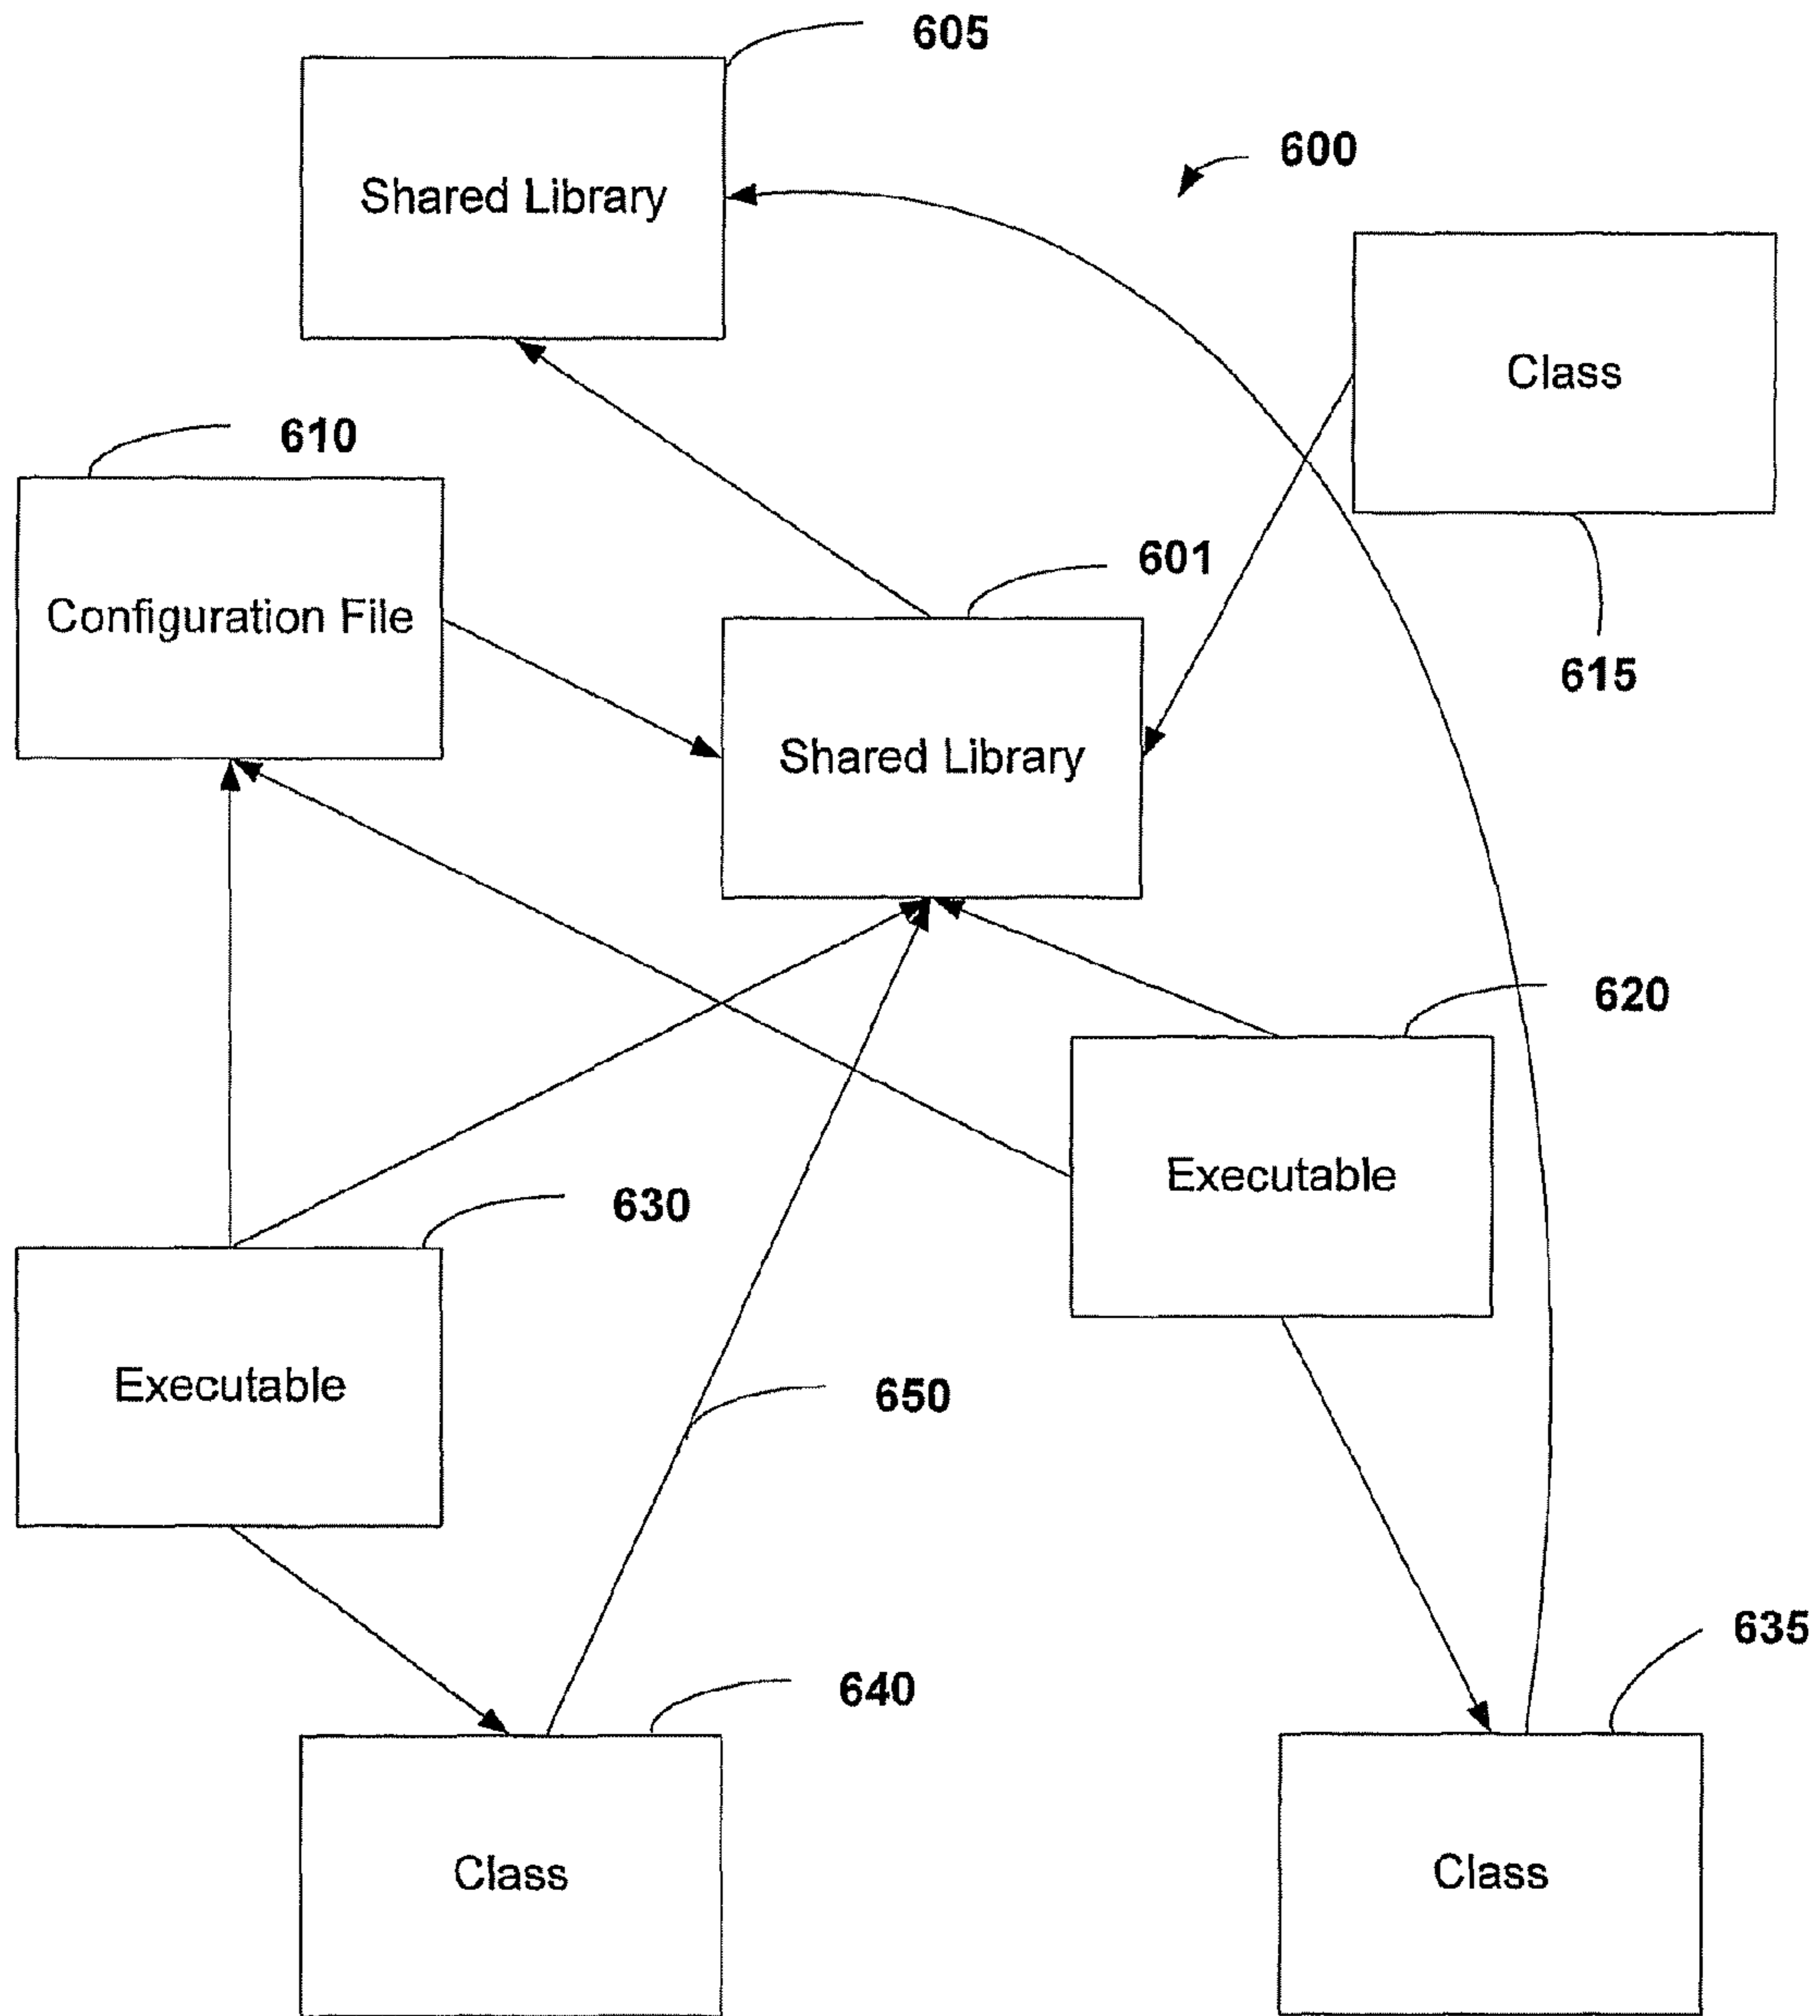 605
600
Shared Library
Class
610
601
Configuration File
615
Shared Library
620
Executable
630
Executable
650
635
640
Class
Class